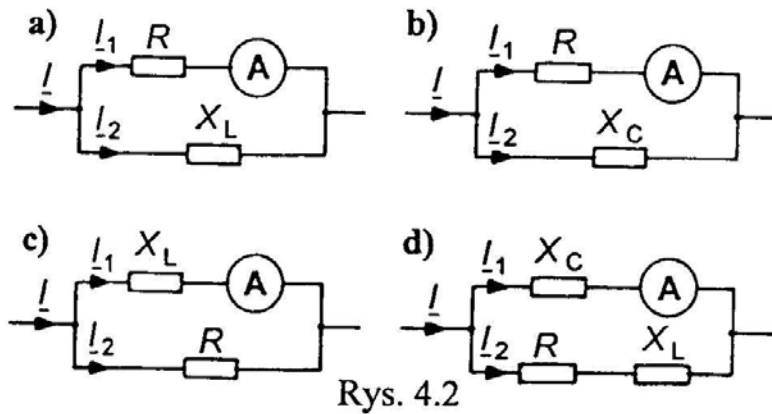 a)
I1 R A
I
I2 XL
b)
I1 R A
I
I2 XC
c)
I1 XL A
I
I2 R
d)
I1 XC A
I
I2 R XL
Rys. 4.2